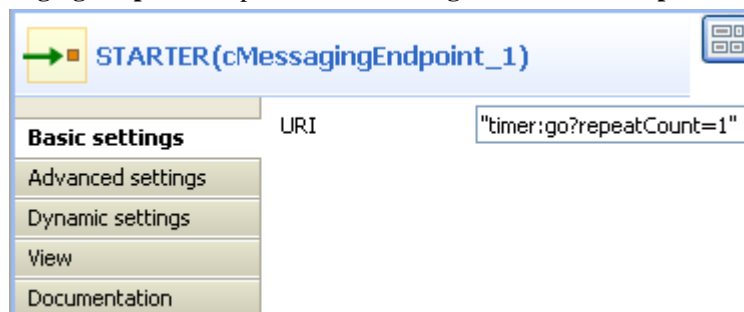 STARTER(cMessagingEndpoint_1)
Basic settings
URI
"timer:go?repeatCount=1"
Advanced settings
Dynamic settings
View
Documentation